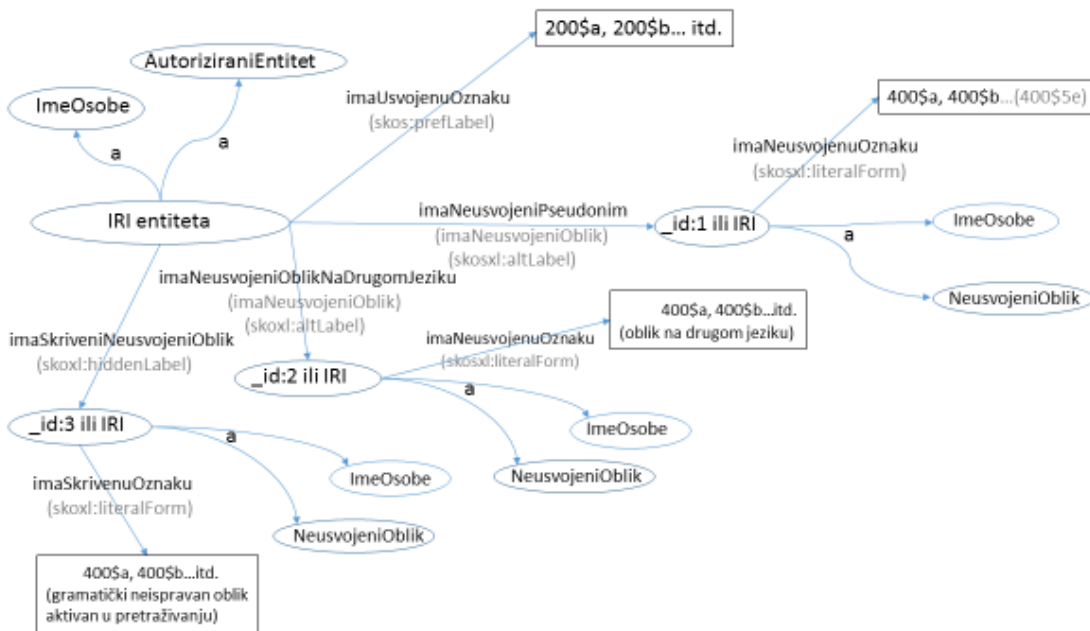 200$a, 200$b... itd.
AutoriziraniEntitet
ImeOsobe
imaUsvojenuOznaku
(skos:prefLabel)
400$a, 400$b...(400$5e)
a
a
imaNeusvojenuOznaku
(skosxl:literalForm)
IRI entiteta
imaNeusvojeniPseudonim
(imaNeusvojeniOblik)
(skosxl:altLabel)
_id:1 ili IRI
ImeOsobe
a
NeusvojeniOblik
imaNeusvojeniOblikNaDrugomJeziku
(imaNeusvojeniOblik)
(skoxl:altLabel)
400$a, 400$b...itd.
(oblik na drugom jeziku)
imaSkriveniNeusvojeniOblik
(skoxl:hiddenLabel)
imaNeusvojenuOznaku
(skosxl:literalForm)
_id:2 ili IRI
a
ImeOsobe
NeusvojeniOblik
_id:3 ili IRI
a
ImeOsobe
NeusvojeniOblik
imaSkrivenuOznaku
(skoxl:literalForm)
400$a, 400$b...itd.
(gramatički neispravan oblik
aktivan u pretraživanju)